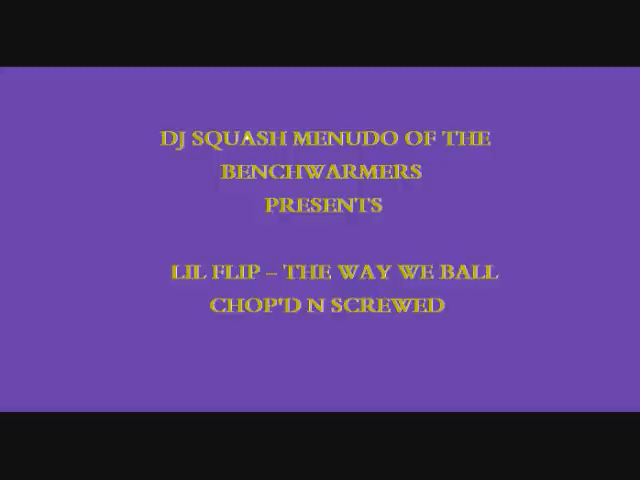 DJ SQUASH MENUDO OF THE
BENCHWARMERS
PRESENTS
LIL FLIP – THE WAY WE BALL
CHOP'D N SCREWED